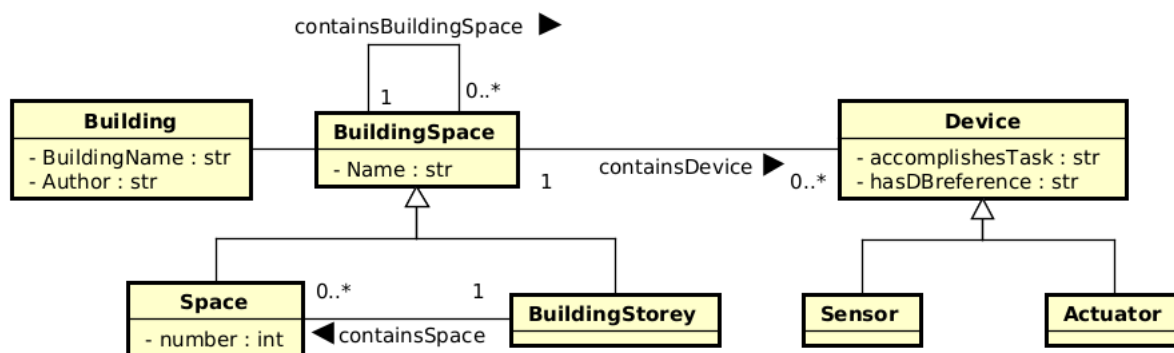 containsBuildingSpace
1
0..*
Building
- BuildingName : str
- Author : str
BuildingSpace
- Name : str
1
containsDevice
0..*
Device
- accomplishesTask : str
- hasDBreference : str
Space
- number : int
0..*
1
containsSpace
BuildingStorey
Sensor
Actuator